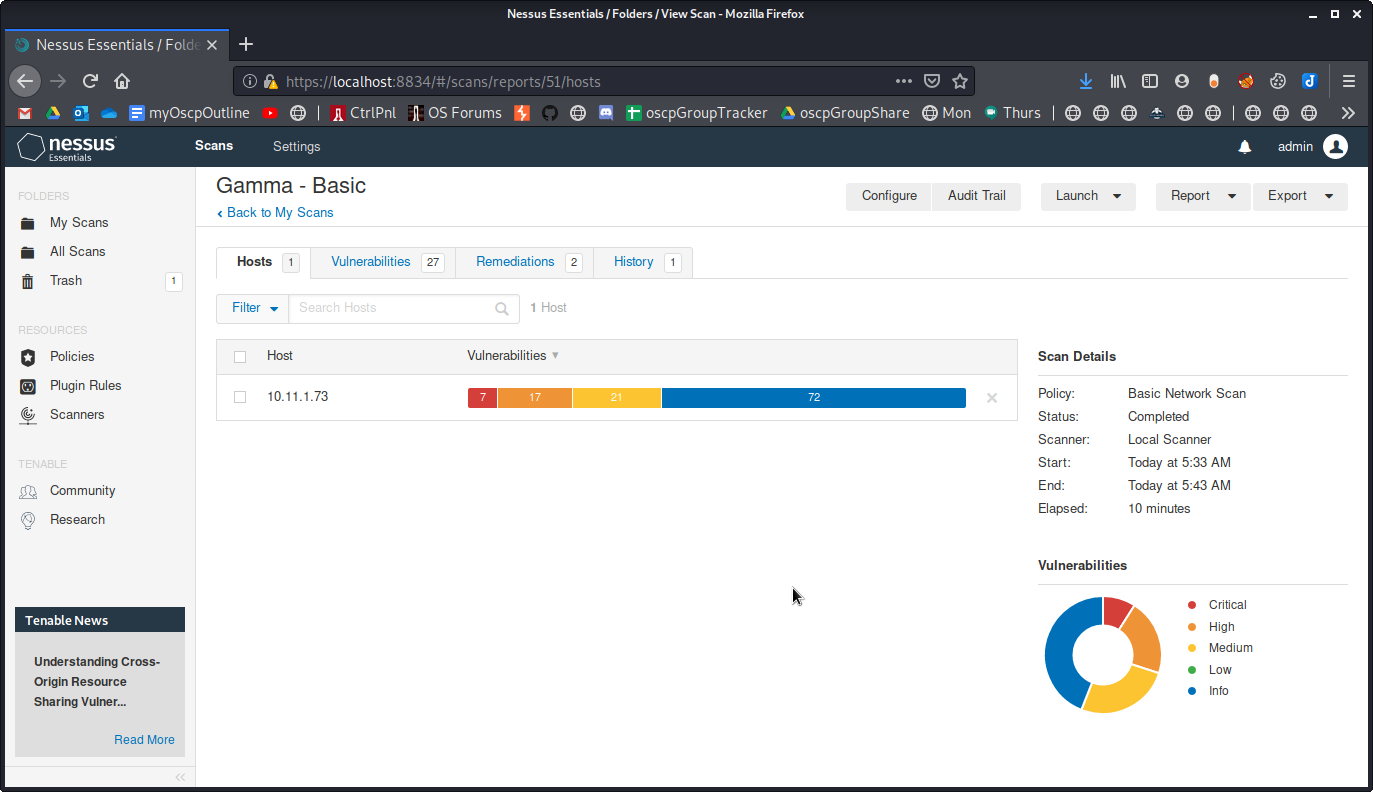 Nessus Essentials / Folders / View Scan - Mozilla Firefox
Nessus Essentials / Folde
https://localhost:8834/#/scans/reports/51/hosts
myOscpOutline CtrlPnl OS Forums oscpGroupTracker oscpGroupShare Mon Thurs
nessus Essentials
Scans Settings admin
FOLDERS
My Scans
All Scans
Trash 1
RESOURCES
Policies
Plugin Rules
Scanners
TENABLE
Community
Research
Tenable News
Understanding Cross-
Origin Resource
Sharing Vulner...
Read More
Gamma - Basic
Back to My Scans
Configure Audit Trail Launch Report Export
Hosts 1 Vulnerabilities 27 Remediations 2 History 1
Filter Search Hosts 1 Host
Host Vulnerabilities
10.11.1.73 7 17 21 72
Scan Details
Policy: Basic Network Scan
Status: Completed
Scanner: Local Scanner
Start: Today at 5:33 AM
End: Today at 5:43 AM
Elapsed: 10 minutes
Vulnerabilities
Critical
High
Medium
Low
Info